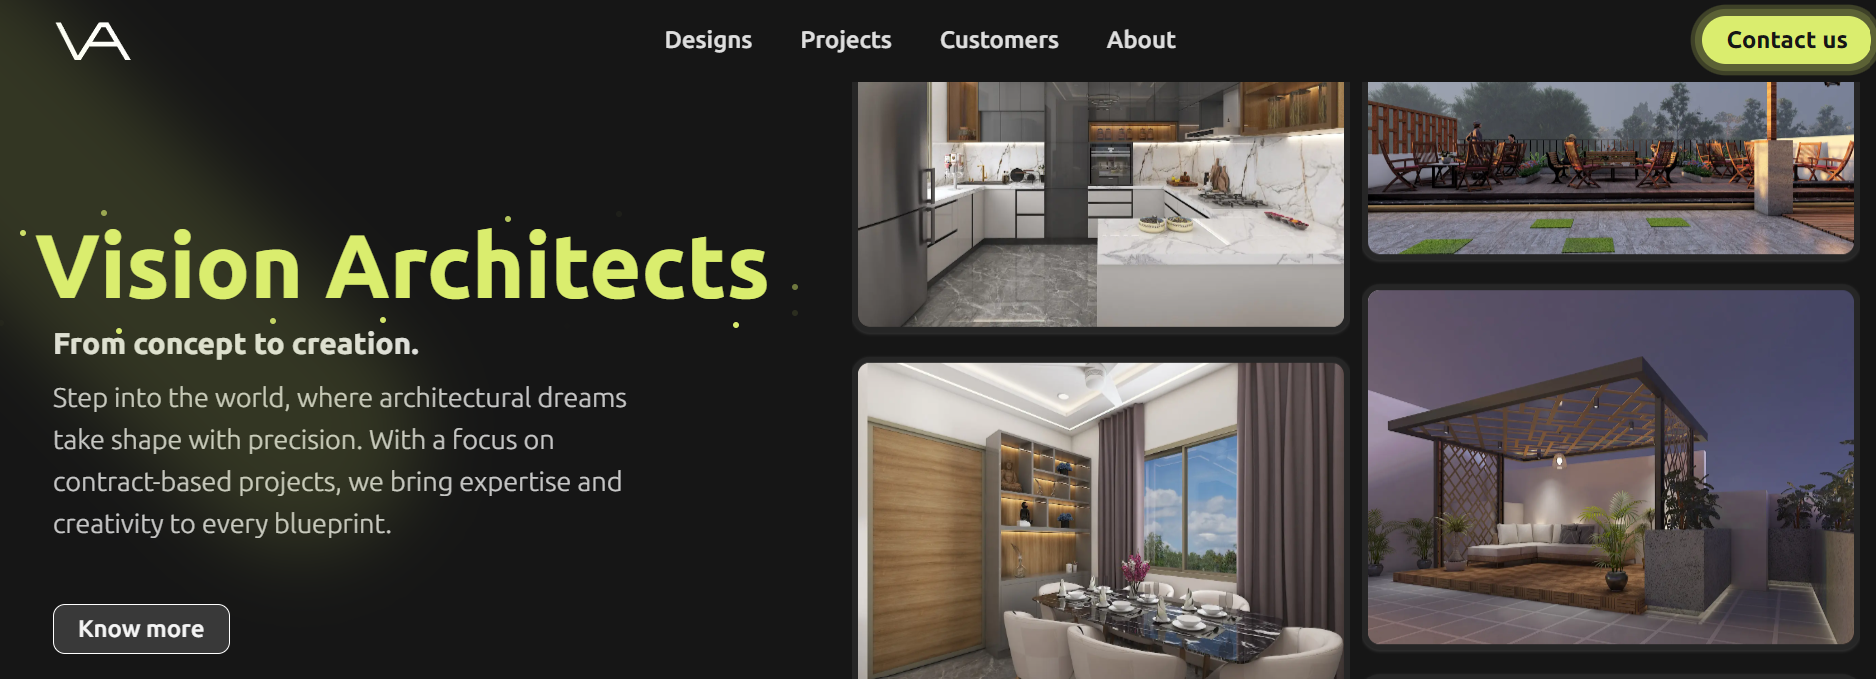 VA
Designs
Projects
Customers
About
Contact us
Vision Architects
From concept to creation.
Step into the world, where architectural dreams
take shape with precision. With a focus on
contract-based projects, we bring expertise and
creativity to every blueprint.
Know more